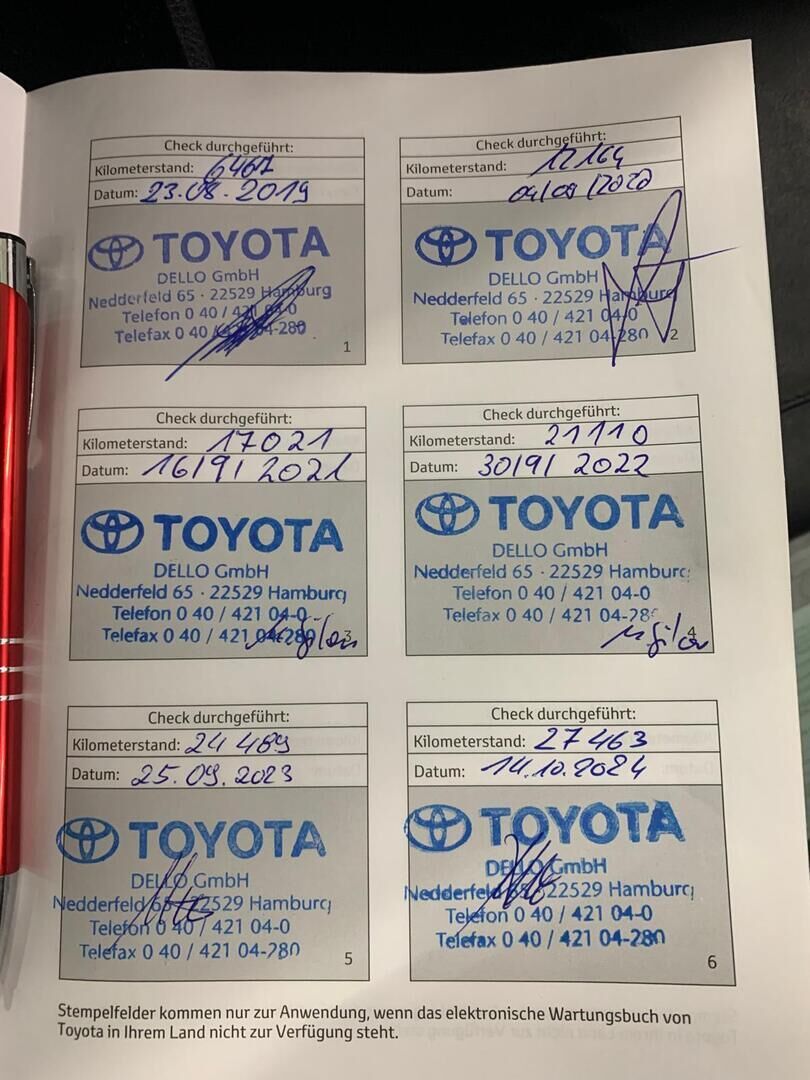 Check durchgeführt:
Kilometerstand: 6467
Datum: 23.08.2019
TOYOTA
DELLO GmbH
Nedderfeld 65 · 22529 Hamburg
Telefon 0 40 / 421 04-0
Telefax 0 40 / 421 04-280
1
Check durchgeführt:
Kilometerstand: 12164
Datum: 04/08/2020
TOYOTA
DELLO GmbH
Nedderfeld 65 · 22529 Hamburg
Telefon 0 40 / 421 04-0
Telefax 0 40 / 421 04-280
2
Check durchgeführt:
Kilometerstand: 17021
Datum: 16/9/2021
TOYOTA
DELLO GmbH
Nedderfeld 65 · 22529 Hamburg
Telefon 0 40 / 421 04-0
Telefax 0 40 / 421 04-280
3
Check durchgeführt:
Kilometerstand: 21110
Datum: 30/9/2022
TOYOTA
DELLO GmbH
Nedderfeld 65 · 22529 Hamburg
Telefon 0 40 / 421 04-0
Telefax 0 40 / 421 04-28
4
Check durchgeführt:
Kilometerstand: 24 489
Datum: 25.09.2023
TOYOTA
DELLO GmbH
Nedderfeld 65 · 22529 Hamburg
Telefon 0 40 / 421 04-0
Telefax 0 40 / 421 04-280
5
Check durchgeführt:
Kilometerstand: 27 463
Datum: 14.10.2024
TOYOTA
DELLO GmbH
Nedderfeld 65 · 22529 Hamburg
Telefon 0 40 / 421 04-0
Telefax 0 40 / 421 04-280
6
Stempelfelder kommen nur zur Anwendung, wenn das elektronische Wartungsbuch von
Toyota in Ihrem Land nicht zur Verfügung steht.